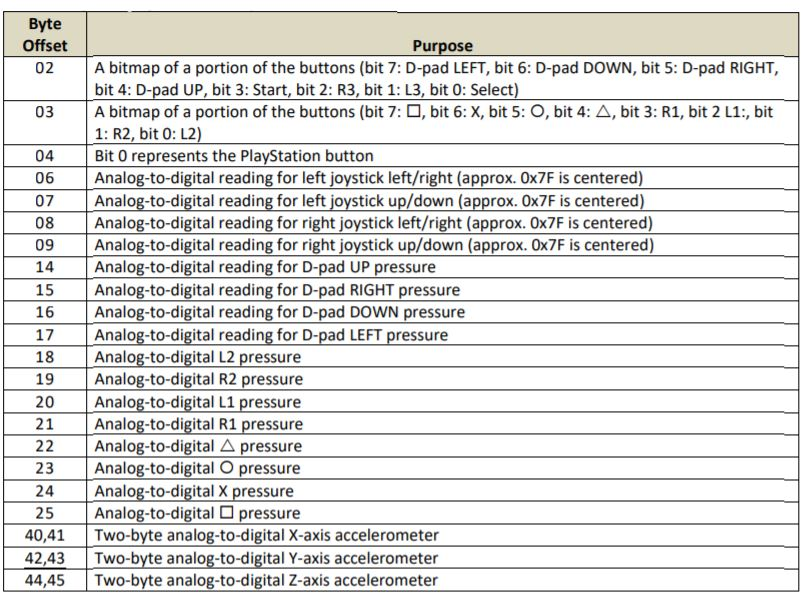 Byte
Offset
Purpose
02
A bitmap of a portion of the buttons (bit 7: D-pad LEFT, bit 6: D-pad DOWN, bit 5: D-pad RIGHT,
bit 4: D-pad UP, bit 3: Start, bit 2: R3, bit 1: L3, bit 0: Select)
03
A bitmap of a portion of the buttons (bit 7: □, bit 6: X, bit 5: ○, bit 4: △, bit 3: R1, bit 2 L1:, bit
1: R2, bit 0: L2)
04 Bit 0 represents the PlayStation button
06 Analog-to-digital reading for left joystick left/right (approx. 0x7F is centered)
07 Analog-to-digital reading for left joystick up/down (approx. 0x7F is centered)
08 Analog-to-digital reading for right joystick left/right (approx. 0x7F is centered)
09 Analog-to-digital reading for right joystick up/down (approx. 0x7F is centered)
14 Analog-to-digital reading for D-pad UP pressure
15 Analog-to-digital reading for D-pad RIGHT pressure
16 Analog-to-digital reading for D-pad DOWN pressure
17 Analog-to-digital reading for D-pad LEFT pressure
18 Analog-to-digital L2 pressure
19 Analog-to-digital R2 pressure
20 Analog-to-digital L1 pressure
21 Analog-to-digital R1 pressure
22 Analog-to-digital △ pressure
23 Analog-to-digital ○ pressure
24 Analog-to-digital X pressure
25 Analog-to-digital □ pressure
40,41 Two-byte analog-to-digital X-axis accelerometer
42,43 Two-byte analog-to-digital Y-axis accelerometer
44,45 Two-byte analog-to-digital Z-axis accelerometer